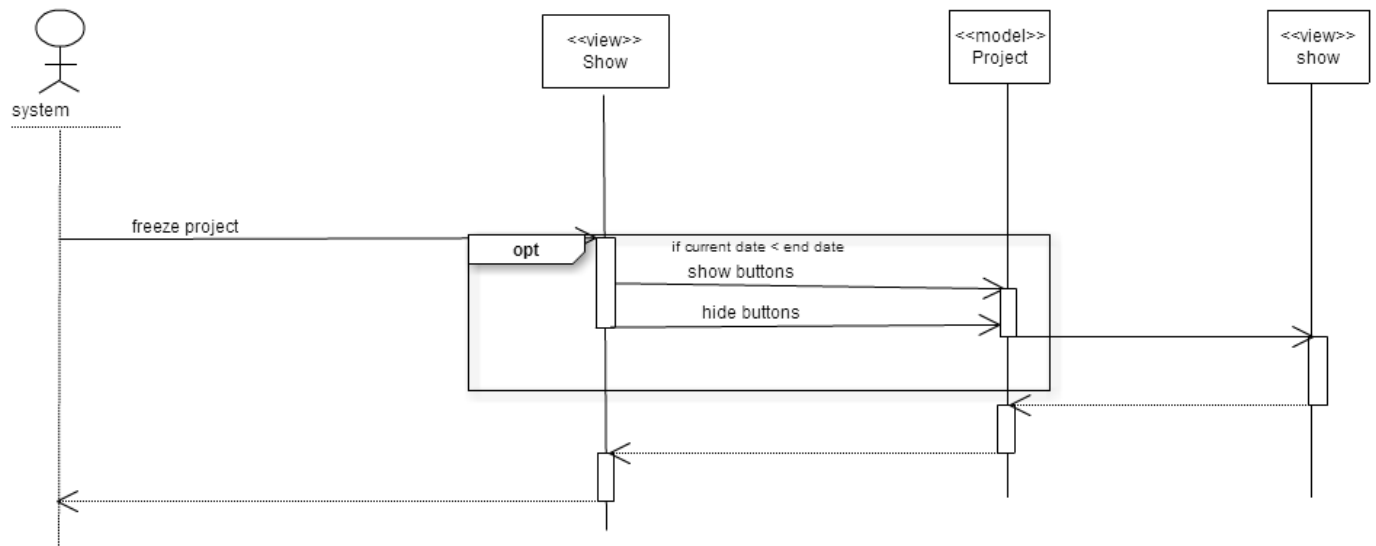 <<view>>
Show
<<model>>
Project
<<view>>
show
system
freeze project
opt
if current date < end date
show buttons
hide buttons